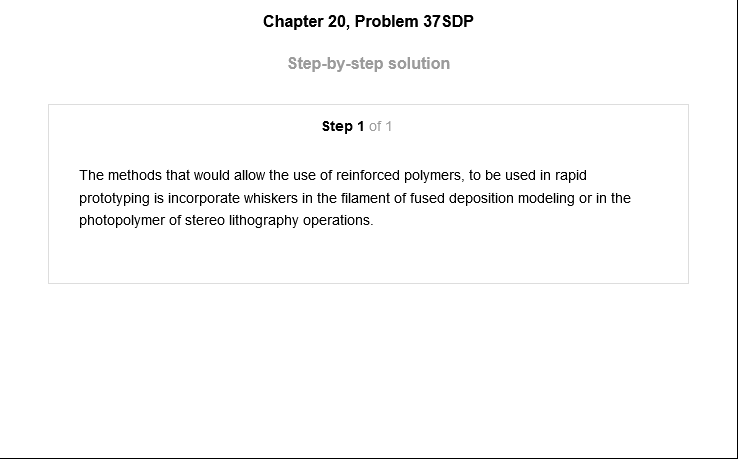 Chapter 20, Problem 37SDP
Step-by-step solution
Step 1 of 1
The methods that would allow the use of reinforced polymers, to be used in rapid
prototyping is incorporate whiskers in the filament of fused deposition modeling or in the
photopolymer of stereo lithography operations.